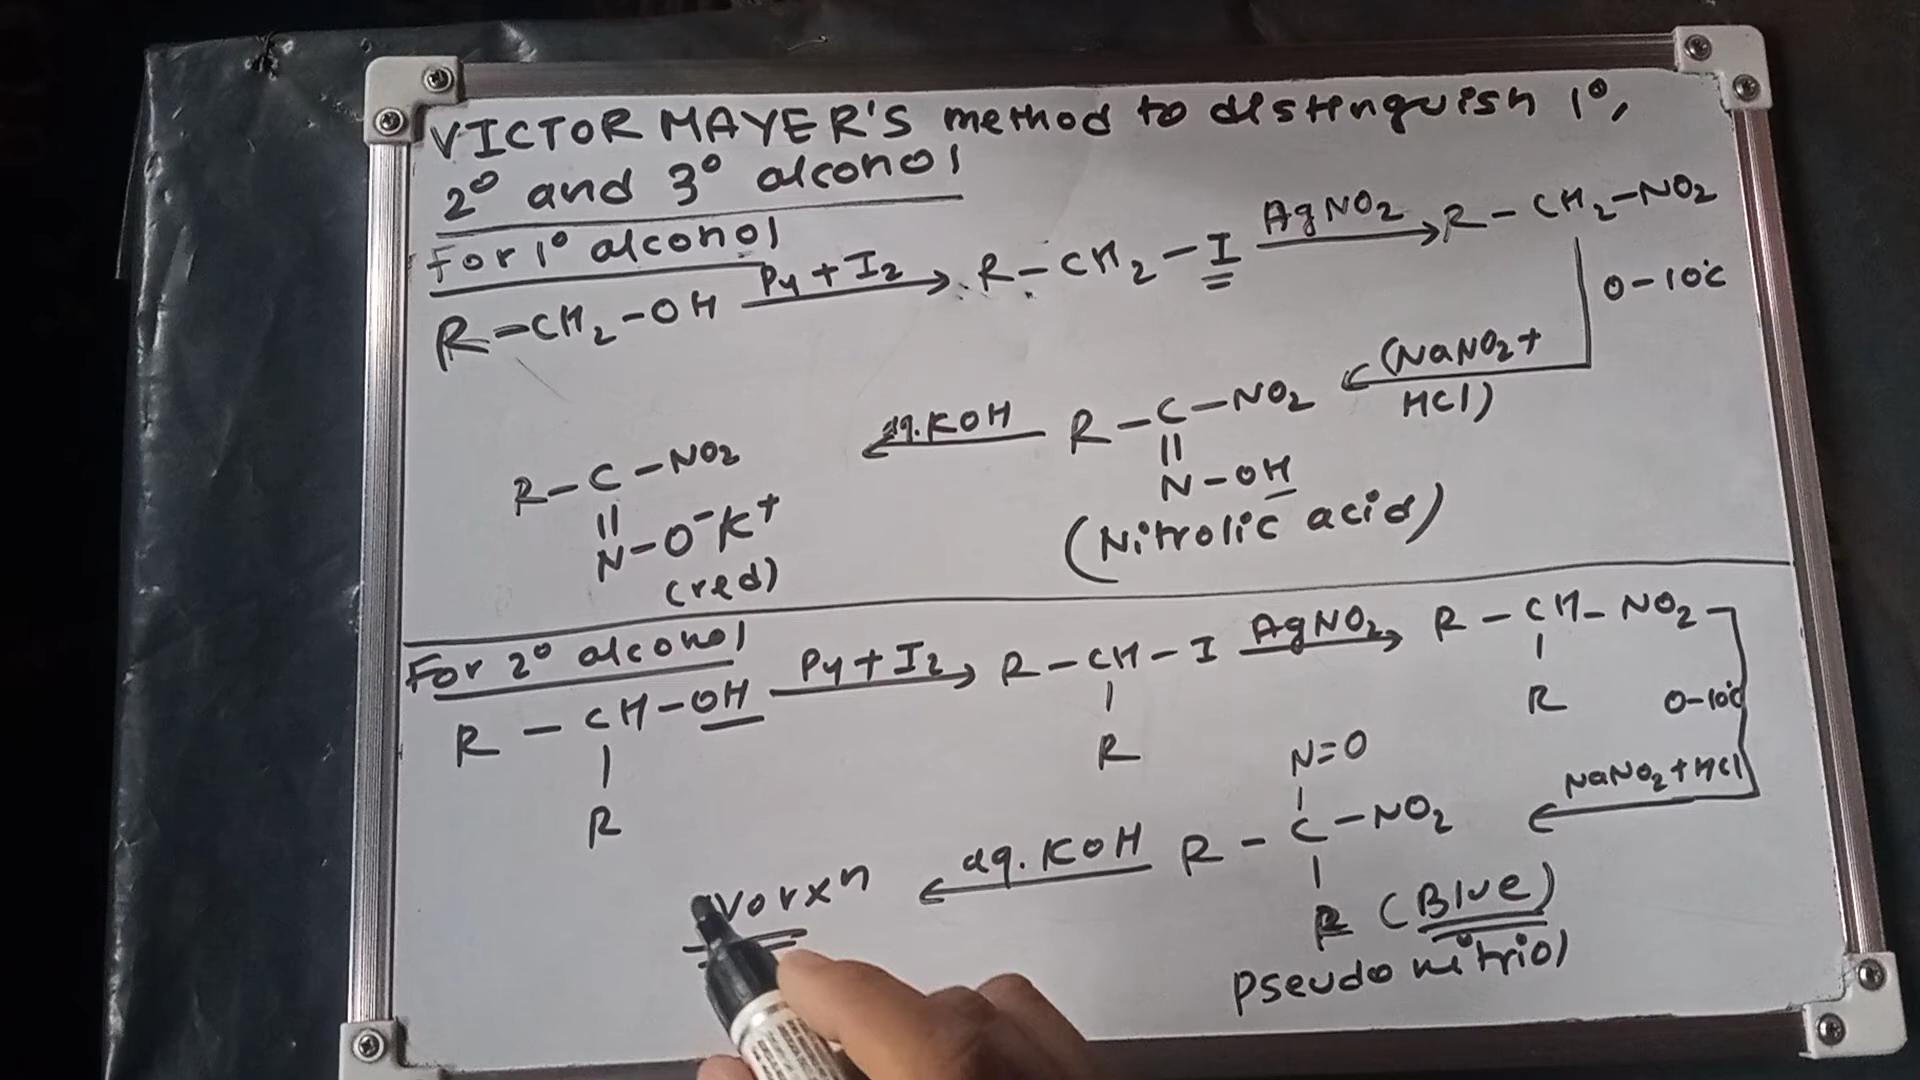 VICTOR MAYER'S method to distinguish 1°,
2° and 3° alcohol
For 1° alcohol
R-CH2-OH Py+I2 → R-CH2-I AgNO2 → R-CH2-NO2
0-10°c
(NaNO2+
HCl)
R-C-NO2 aq.KOH R-C-NO2
||
N-O-K+
(red)
||
N-OH
(Nitrolic acid)
For 2° alcohol
R-CH-OH Py+I2 → R-CH-I AgNO2 → R-CH-NO2
|
R
|
R
|
R
0-10°c
NaNO2+HCl
N=O
|
Norxn ← aq.KOH R-C-NO2
|
R (Blue)
pseudo nitriol